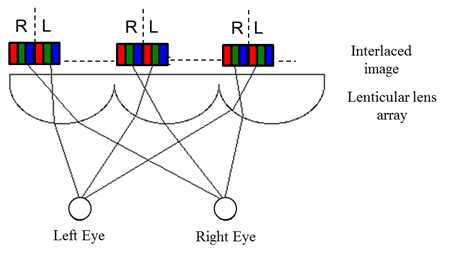 R L R L R L
Interlaced
image
Lenticular lens
array
Left Eye Right Eye